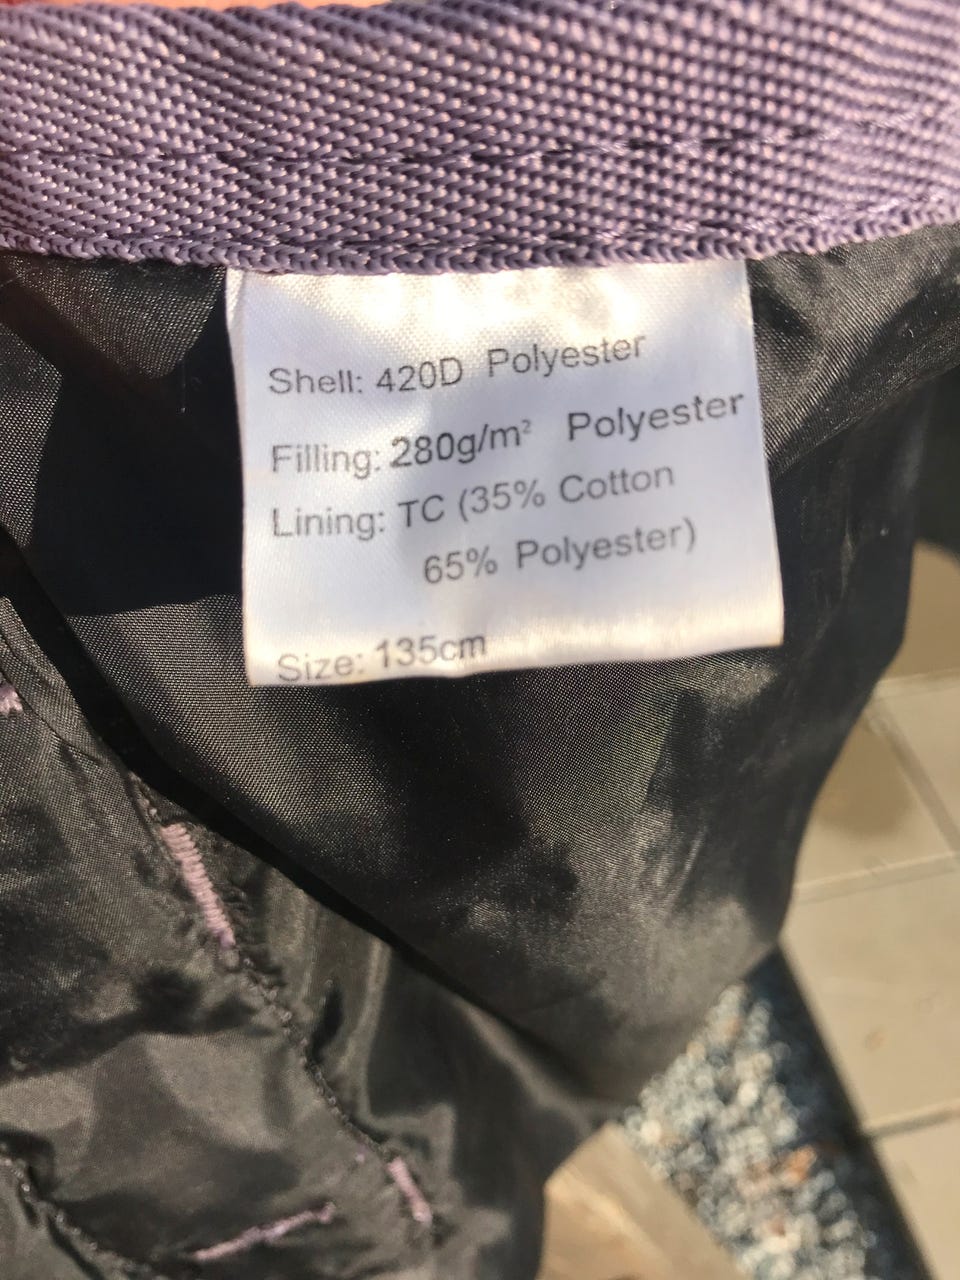 Shell: 420D Polyester
Filling: 280g/m² Polyester
Lining: TC (35% Cotton
65% Polyester)
Size: 135cm